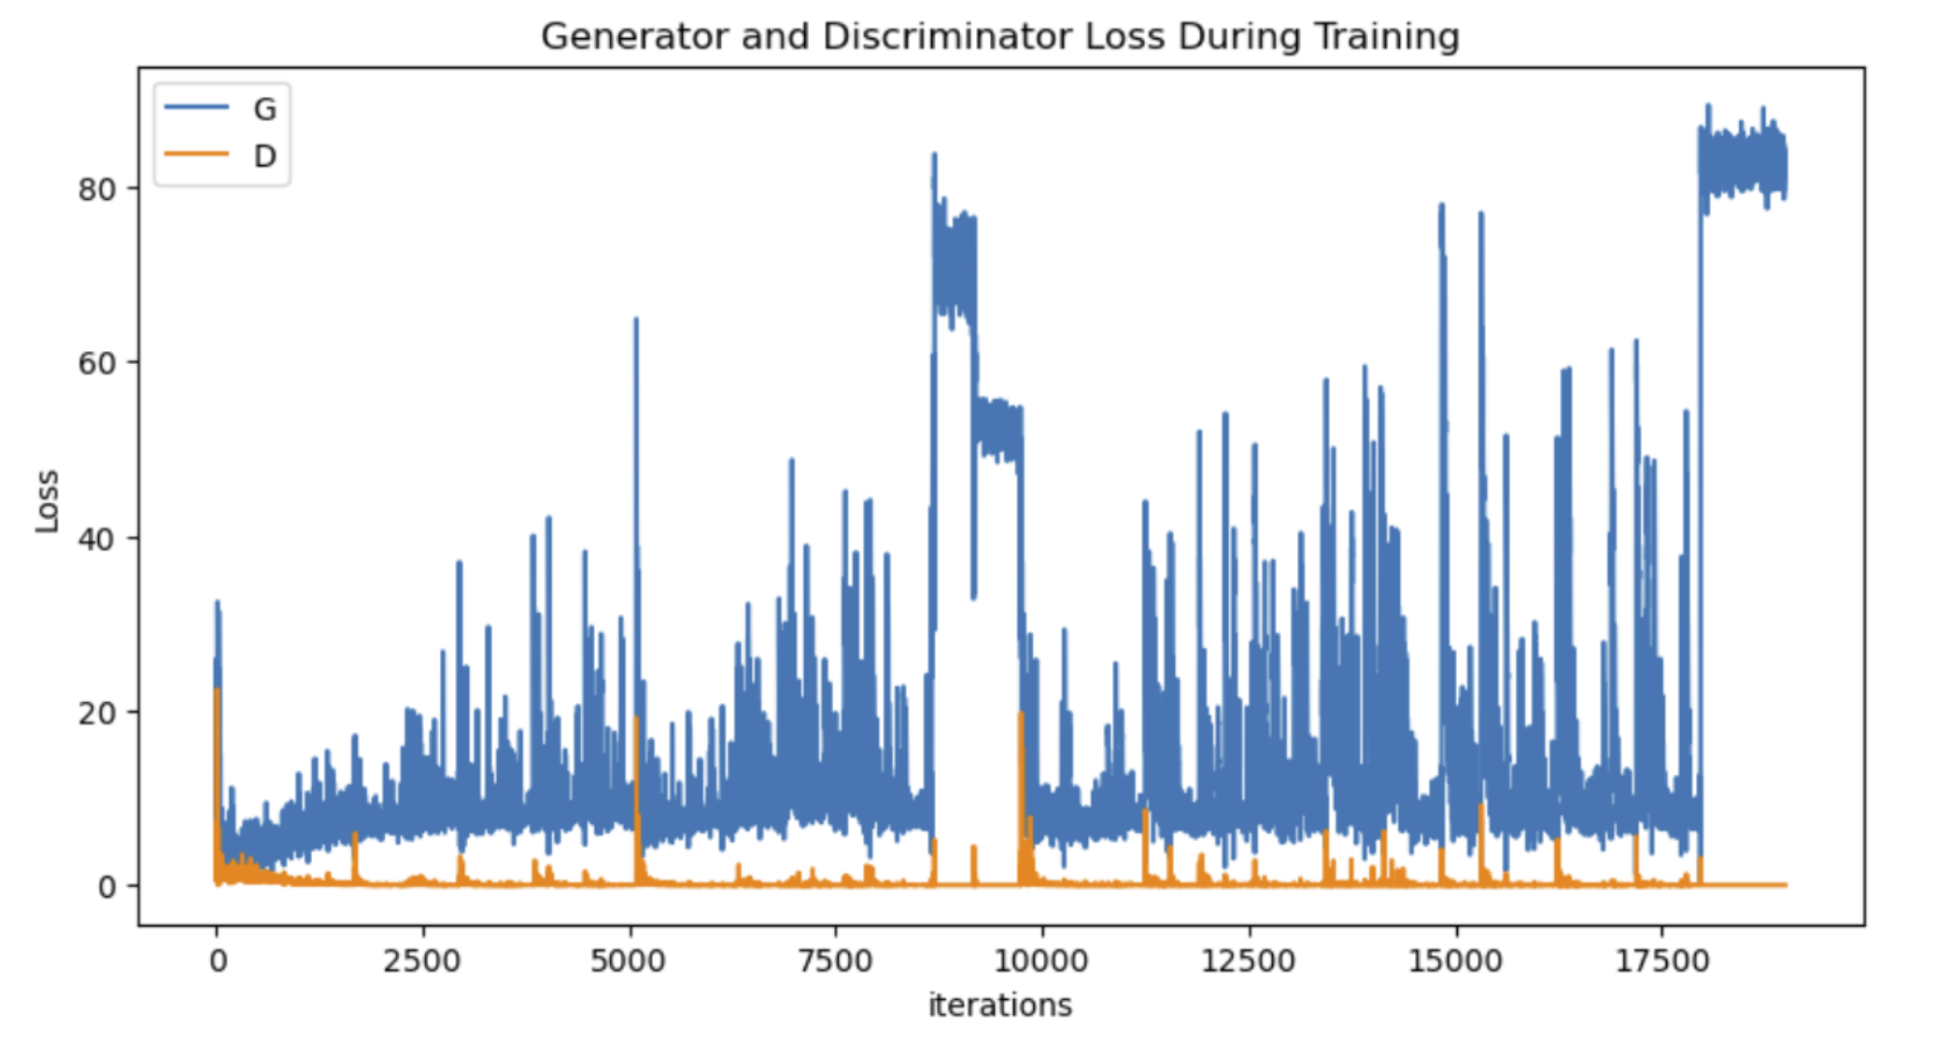 Generator and Discriminator Loss During Training
G
D
80
60
40
20
0
Loss
0 2500 5000 7500 10000 12500 15000 17500
iterations